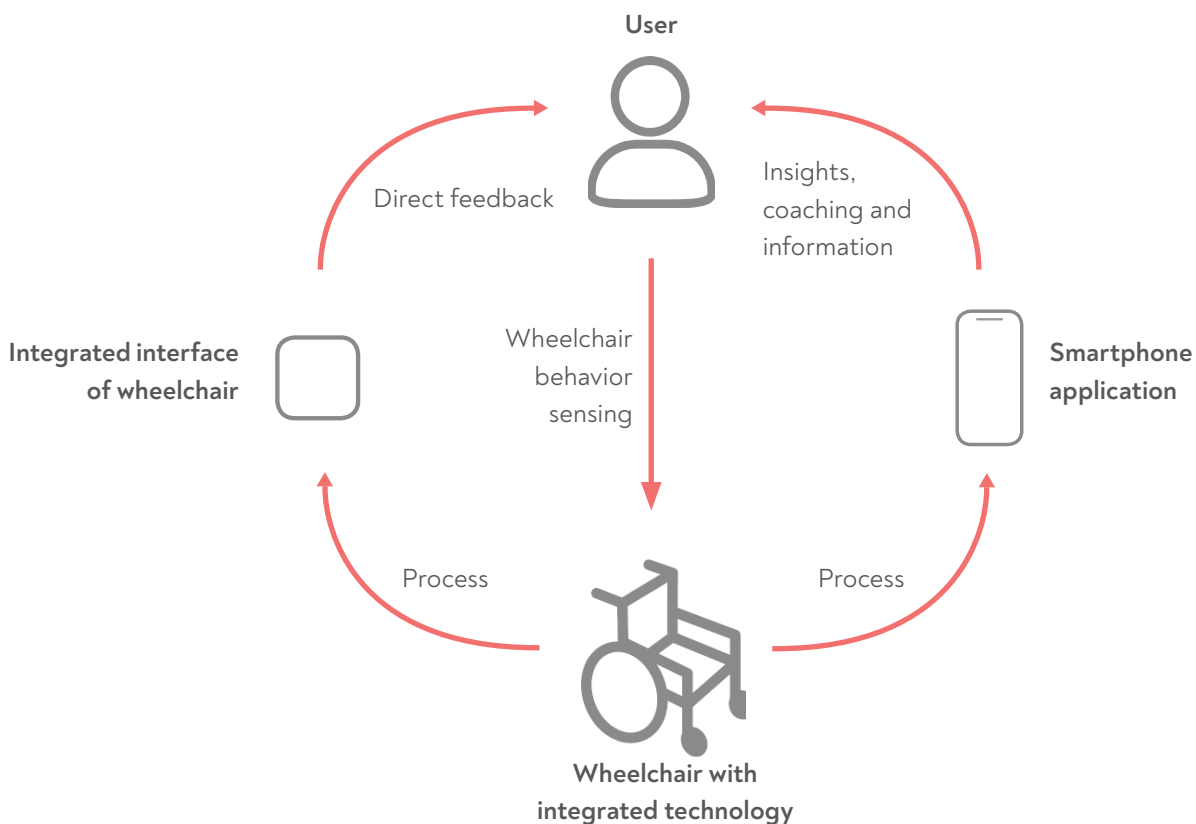 User
Direct feedback
Insights,
coaching and
information
Integrated interface
of wheelchair
Wheelchair
behavior
sensing
Smartphone
application
Process
Process
Wheelchair with
integrated technology